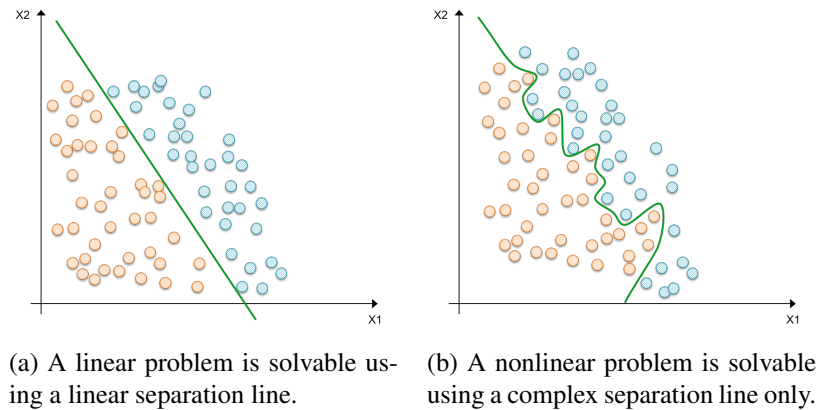 X2
X1
(a) A linear problem is solvable us-
ing a linear separation line.
X2
X1
(b) A nonlinear problem is solvable
using a complex separation line only.